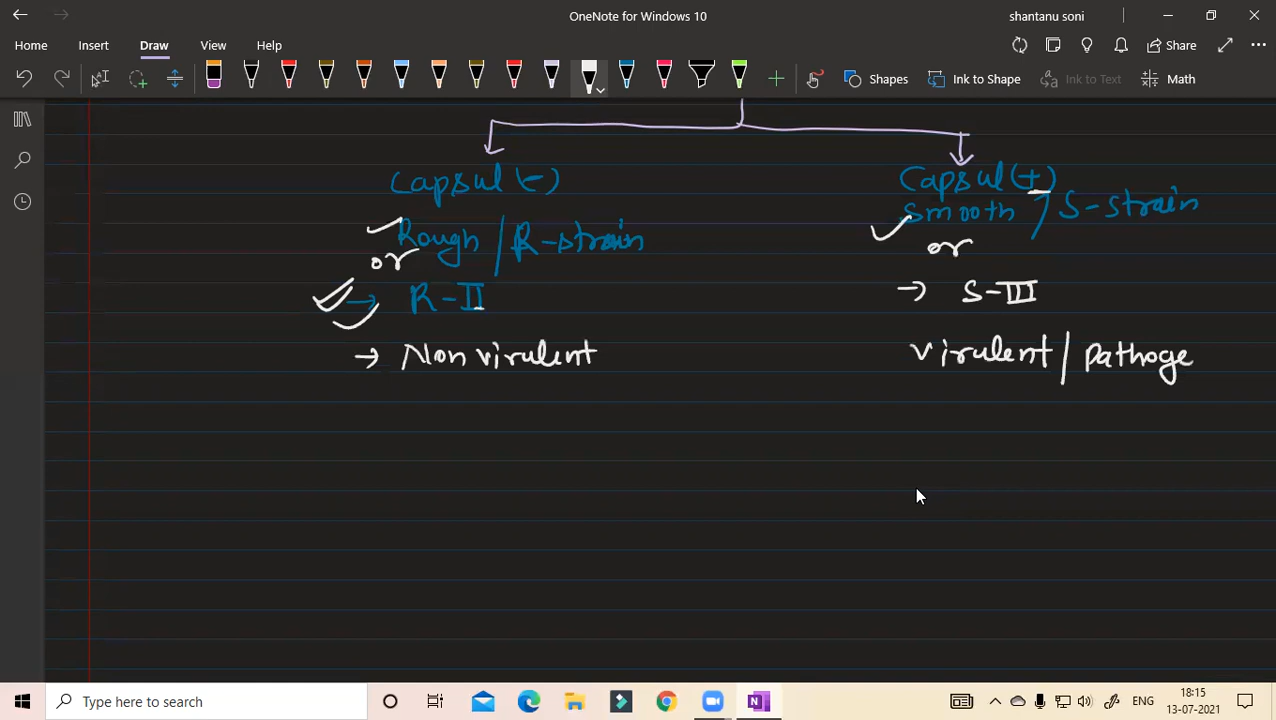 OneNote for Windows 10
shantanu soni
Home Insert Draw View Help
Share
Shapes Ink to Shape Ink to Text Math
Capsul (-) Capsul (+)
Rough / R-strain smooth / S-strain
or or
→ R-II → S-III
→ Non virulent virulent / pathoge
Type here to search
ENG
18:15
13-07-2021